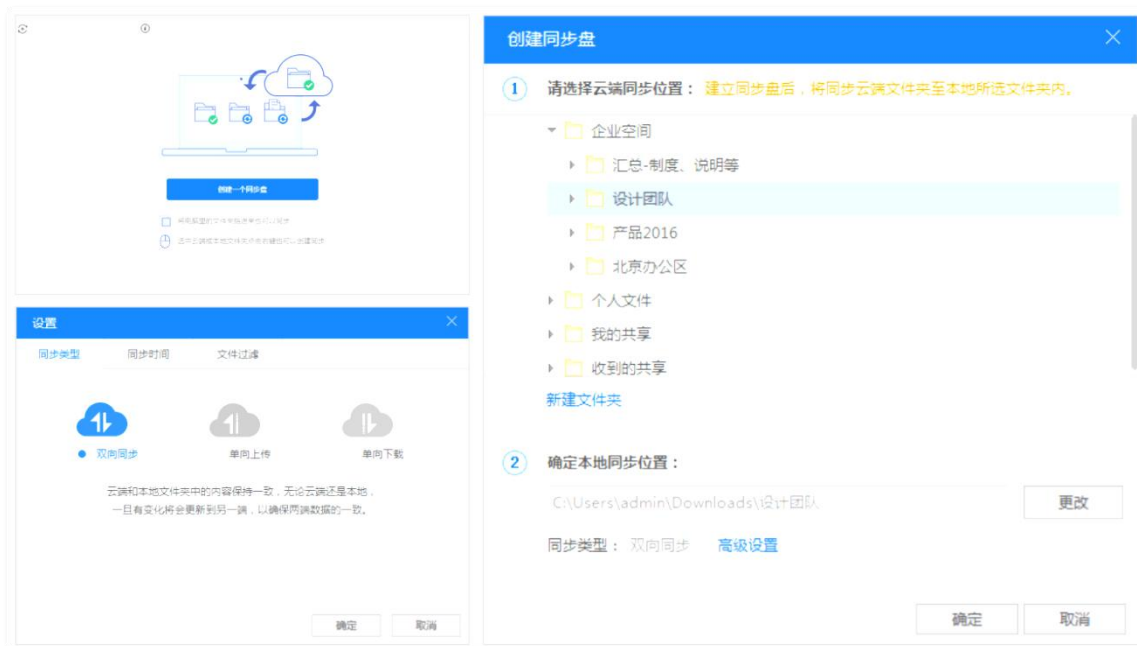 创建一个同步盘
设置
同步类型 同步时间 文件过滤
双向同步 单向上传 单向下载
云端和本地文件夹中的内容保持一致，无论云端还是本地，
一旦有变化将会更新到另一端，以确保两端数据的一致。
确定 取消
创建同步盘
1 请选择云端同步位置： 建立同步盘后，将同步云端文件夹至本地所选文件夹内。
企业空间
汇总-制度、说明等
设计团队
产品2016
北京办公区
个人文件
我的共享
收到的共享
新建文件夹
2 确定本地同步位置：
C:\Users\admin\Downloads\设计团队 更改
同步类型： 双向同步 高级设置
确定 取消